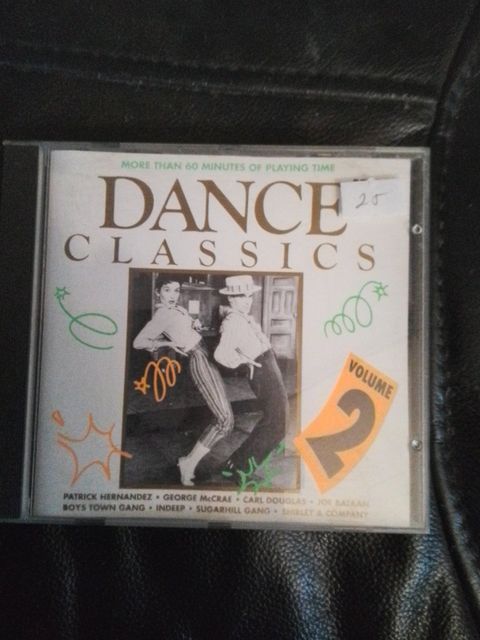 MORE THAN 60 MINUTES OF PLAYING TIME
DANCE
20
CLASSICS
VOLUME
2
PATRICK HERNANDEZ • GEORGE McCRAE • CARL DOUGLAS • JOE BATAAN
BOYS TOWN GANG • INDEEP • SUGARHILL GANG • SHIRLEY & COMPANY